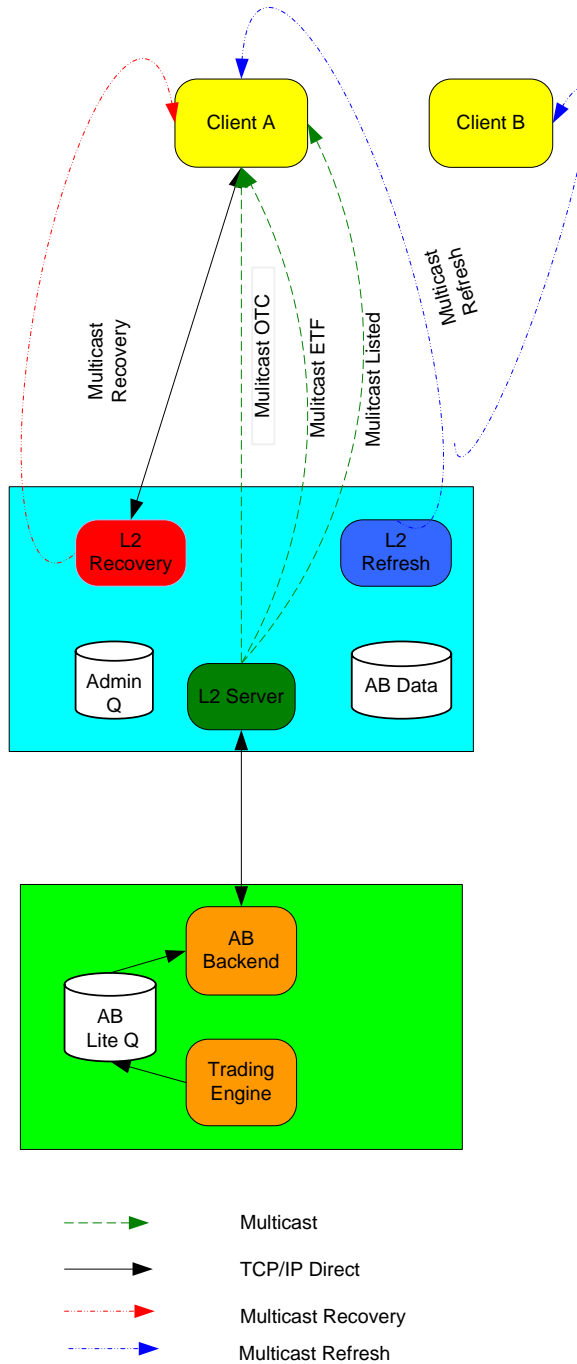 Client A
Client B
Multicast
Recovery
Mulitcast OTC
Mulitcast ETF
Mulitcast Listed
Multicast
Refresh
L2
Recovery
L2
Refresh
Admin
Q
L2 Server
AB Data
AB
Backend
AB
Lite Q
Trading
Engine
Multicast
TCP/IP Direct
Multicast Recovery
Multicast Refresh